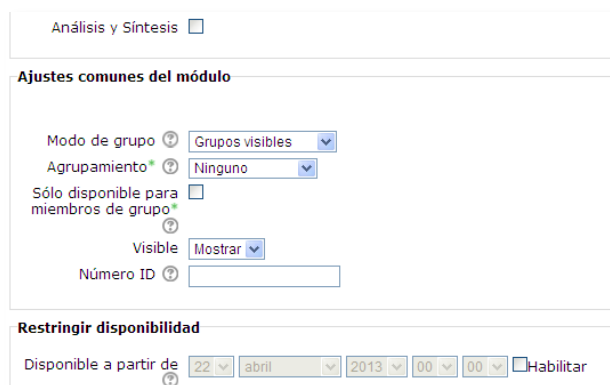 Análisis y Síntesis
Ajustes comunes del módulo
Modo de grupo Grupos visibles
Agrupamiento* Ninguno
Sólo disponible para
miembros de grupo*
Visible Mostrar
Número ID
Restringir disponibilidad
Disponible a partir de 22 abril 2013 00 00 Habilitar